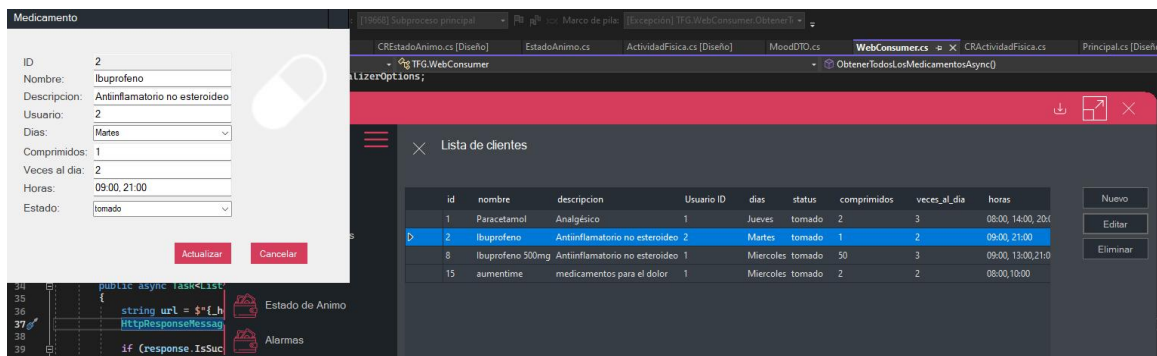 Medicamento
[19668] Subproceso principal
Marco de pila: [Excepción] TFG.WebConsumer.ObtenerT
CREstadoAnimo.cs [Diseño] EstadoAnimo.cs ActividadFisica.cs [Diseño] MoodDTO.cs WebConsumer.cs CRActividadFisica.cs Principal.cs [Diseñ
TFG.WebConsumer ObtenerTodosLosMedicamentosAsync()
lizerOptions;
ID 2
Nombre: Ibuprofeno
Descripcion: Antiinflamatorio no esteroideo
Usuario: 2
Dias: Martes
Comprimidos: 1
Veces al dia: 2
Horas: 09:00, 21:00
Estado: tomado
Actualizar Cancelar
Lista de clientes
id nombre descripcion Usuario ID dias status comprimidos veces_al_dia horas
1 Paracetamol Analgésico 1 Jueves tomado 2 3 08:00, 14:00, 20:0
2 Ibuprofeno Antiinflamatorio no esteroideo 2 Martes tomado 1 2 09:00, 21:00
8 Ibuprofeno 500mg Antiinflamatorio no esteroideo 1 Miercoles tomado 50 3 09:00, 13:00,21:0
15 aumentime medicamentos para el dolor 1 Miercoles tomado 2 2 08:00,10:00
Nuevo
Editar
Eliminar
s
34 public async Task<List
35 {
36 string url = $"{_h
37 HttpResponseMessag
38
39 if (response.IsSuc
Estado de Animo
Alarmas